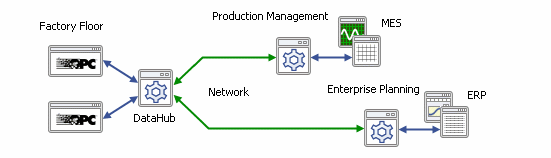 Factory Floor
Production Management
MES
OPC
Enterprise Planning
Network
ERP
OPC
DataHub